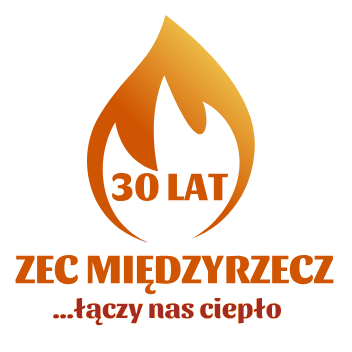 30 LAT
ZEC MIĘDZYRZECZ
...łączy nas ciepło